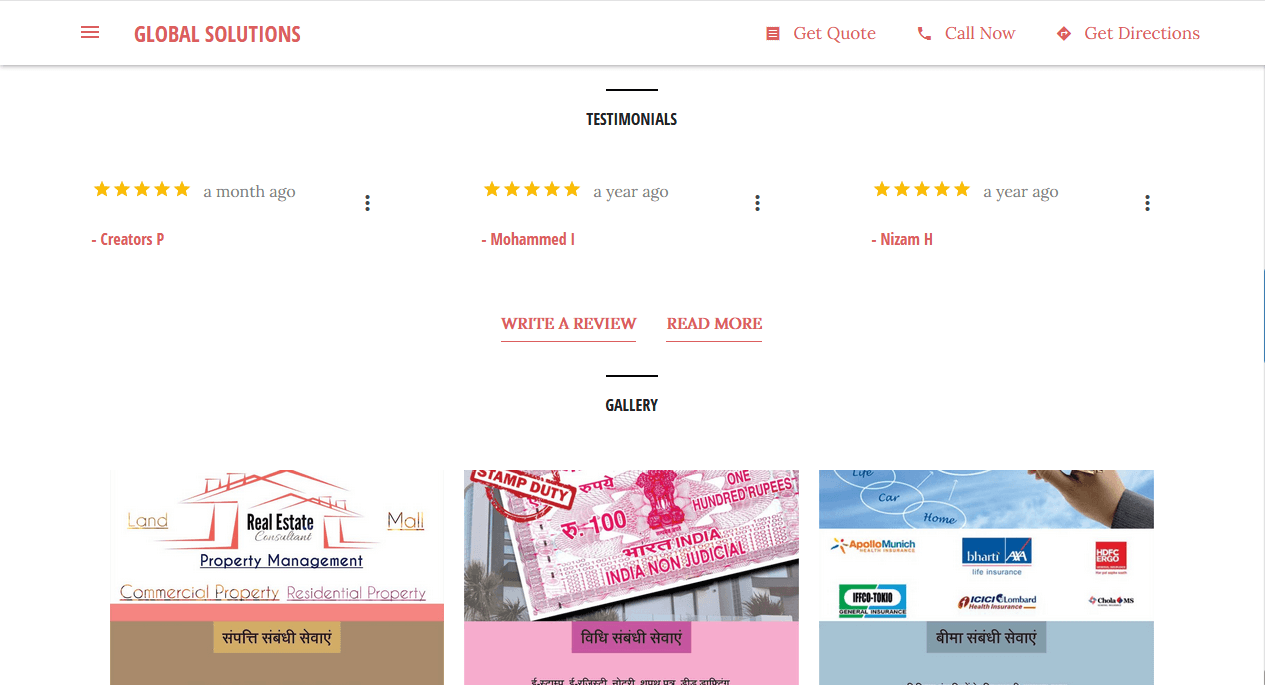 GLOBAL SOLUTIONS
Get Quote
Call Now
Get Directions
TESTIMONIALS
a month ago
a year ago
a year ago
- Creators P
- Mohammed I
- Nizam H
WRITE A REVIEW
READ MORE
GALLERY
Land
Real Estate
Consultant
Mall
Property Management
Commercial Property
Residential Property
संपत्ति संबंधी सेवाएं
STAMP DUTY
रुपये
ONE
HUNDRED RUPEES
रु.100
भारत INDIA
INDIA NON JUDICIAL
विधि संबंधी सेवाएं
Life
Car
Home
ApolloMunich
HEALTH INSURANCE
bharti AXA
life insurance
HDFC
ERGO
IFFCO-TOKIO
GENERAL INSURANCE
ICICI Lombard
Health Insurance
Chola MS
बीमा संबंधी सेवाएं